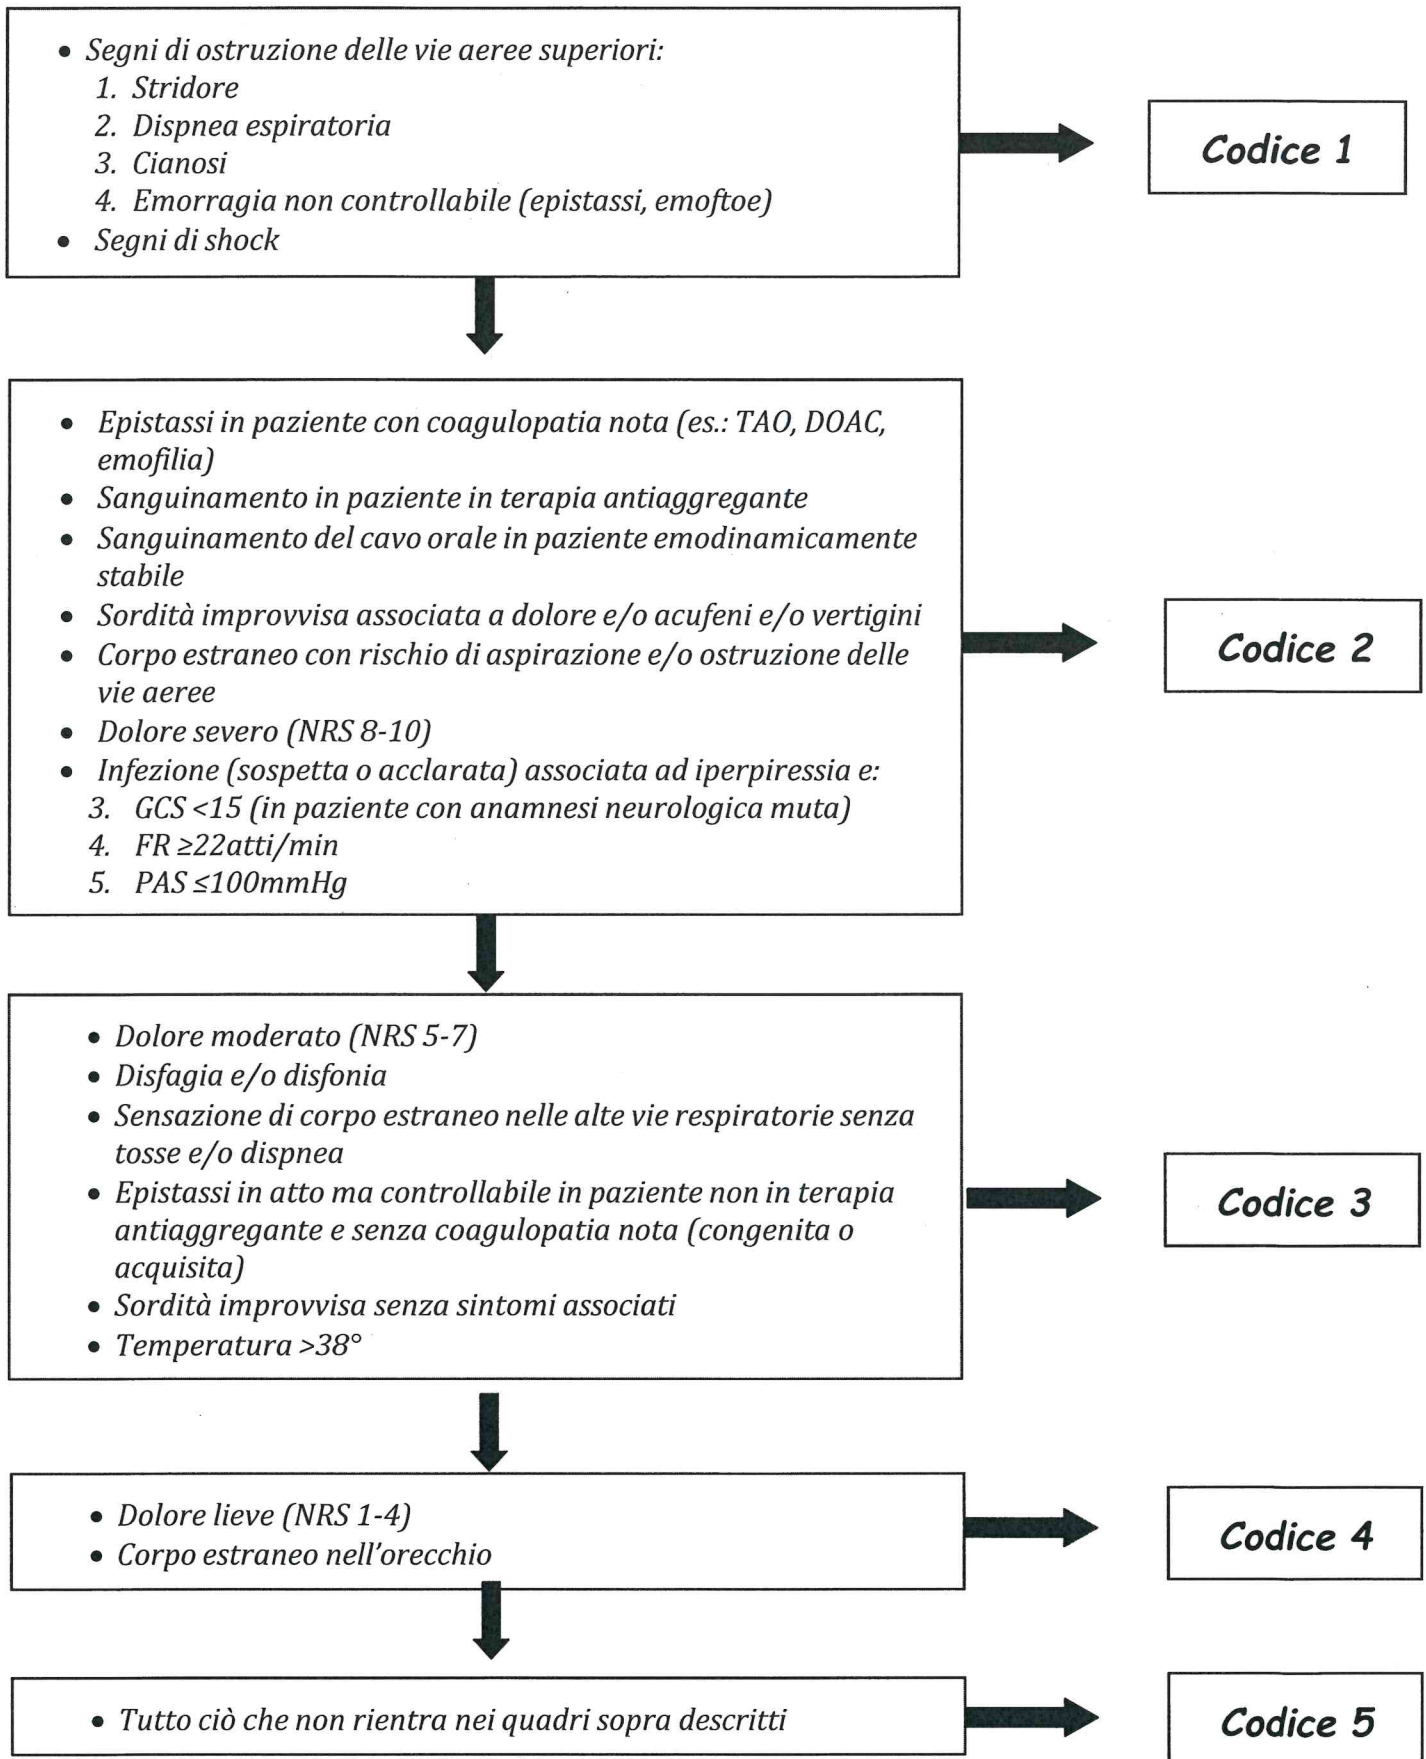 • Segni di ostruzione delle vie aeree superiori:
1. Stridore
2. Dispnea espiratoria
3. Cianosi
4. Emorragia non controllabile (epistassi, emoftoe)
• Segni di shock
Codice 1
• Epistassi in paziente con coagulopatia nota (es.: TAO, DOAC,
emofilia)
• Sanguinamento in paziente in terapia antiaggregante
• Sanguinamento del cavo orale in paziente emodinamicamente
stabile
• Sordità improvvisa associata a dolore e/o acufeni e/o vertigini
• Corpo estraneo con rischio di aspirazione e/o ostruzione delle
vie aeree
• Dolore severo (NRS 8-10)
• Infezione (sospetta o acclarata) associata ad iperpiressia e:
3. GCS <15 (in paziente con anamnesi neurologica muta)
4. FR ≥22atti/min
5. PAS ≤100mmHg
Codice 2
• Dolore moderato (NRS 5-7)
• Disfagia e/o disfonia
• Sensazione di corpo estraneo nelle alte vie respiratorie senza
tosse e/o dispnea
• Epistassi in atto ma controllabile in paziente non in terapia
antiaggregante e senza coagulopatia nota (congenita o
acquisita)
• Sordità improvvisa senza sintomi associati
• Temperatura >38°
Codice 3
• Dolore lieve (NRS 1-4)
• Corpo estraneo nell'orecchio
Codice 4
• Tutto ciò che non rientra nei quadri sopra descritti
Codice 5